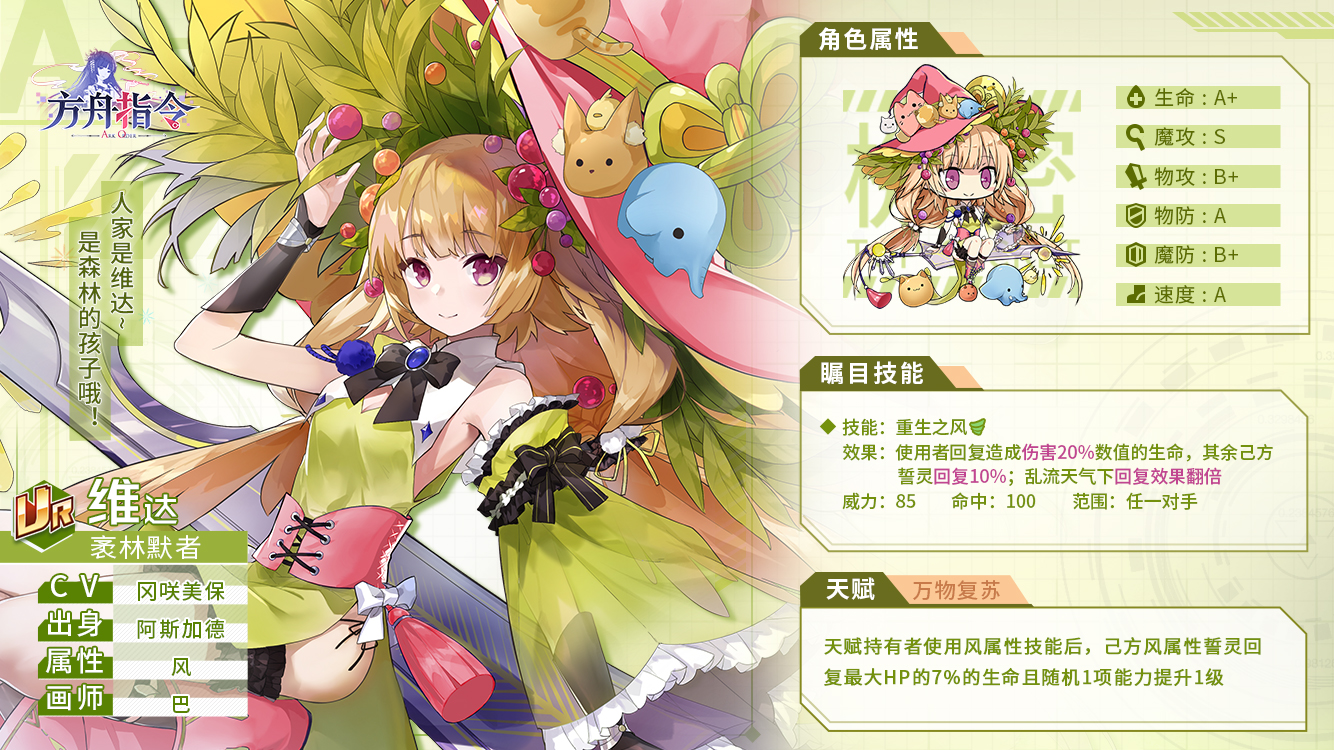 方舟指令
ARK ORDER
人家是维达~
是森林的孩子哦!
UR
维达
袤林默者
CV 冈咲美保
出身 阿斯加德
属性 风
画师 巴
角色属性
生命:A+
魔攻:S
物攻:B+
物防:A
魔防:B+
速度:A
瞩目技能
◆ 技能:重生之风
效果:使用者回复造成伤害20%数值的生命,其余己方
誓灵回复10%;乱流天气下回复效果翻倍
威力:85 命中:100 范围:任一对手
天赋 万物复苏
天赋持有者使用风属性技能后,己方风属性誓灵回
复最大HP的7%的生命且随机1项能力提升1级